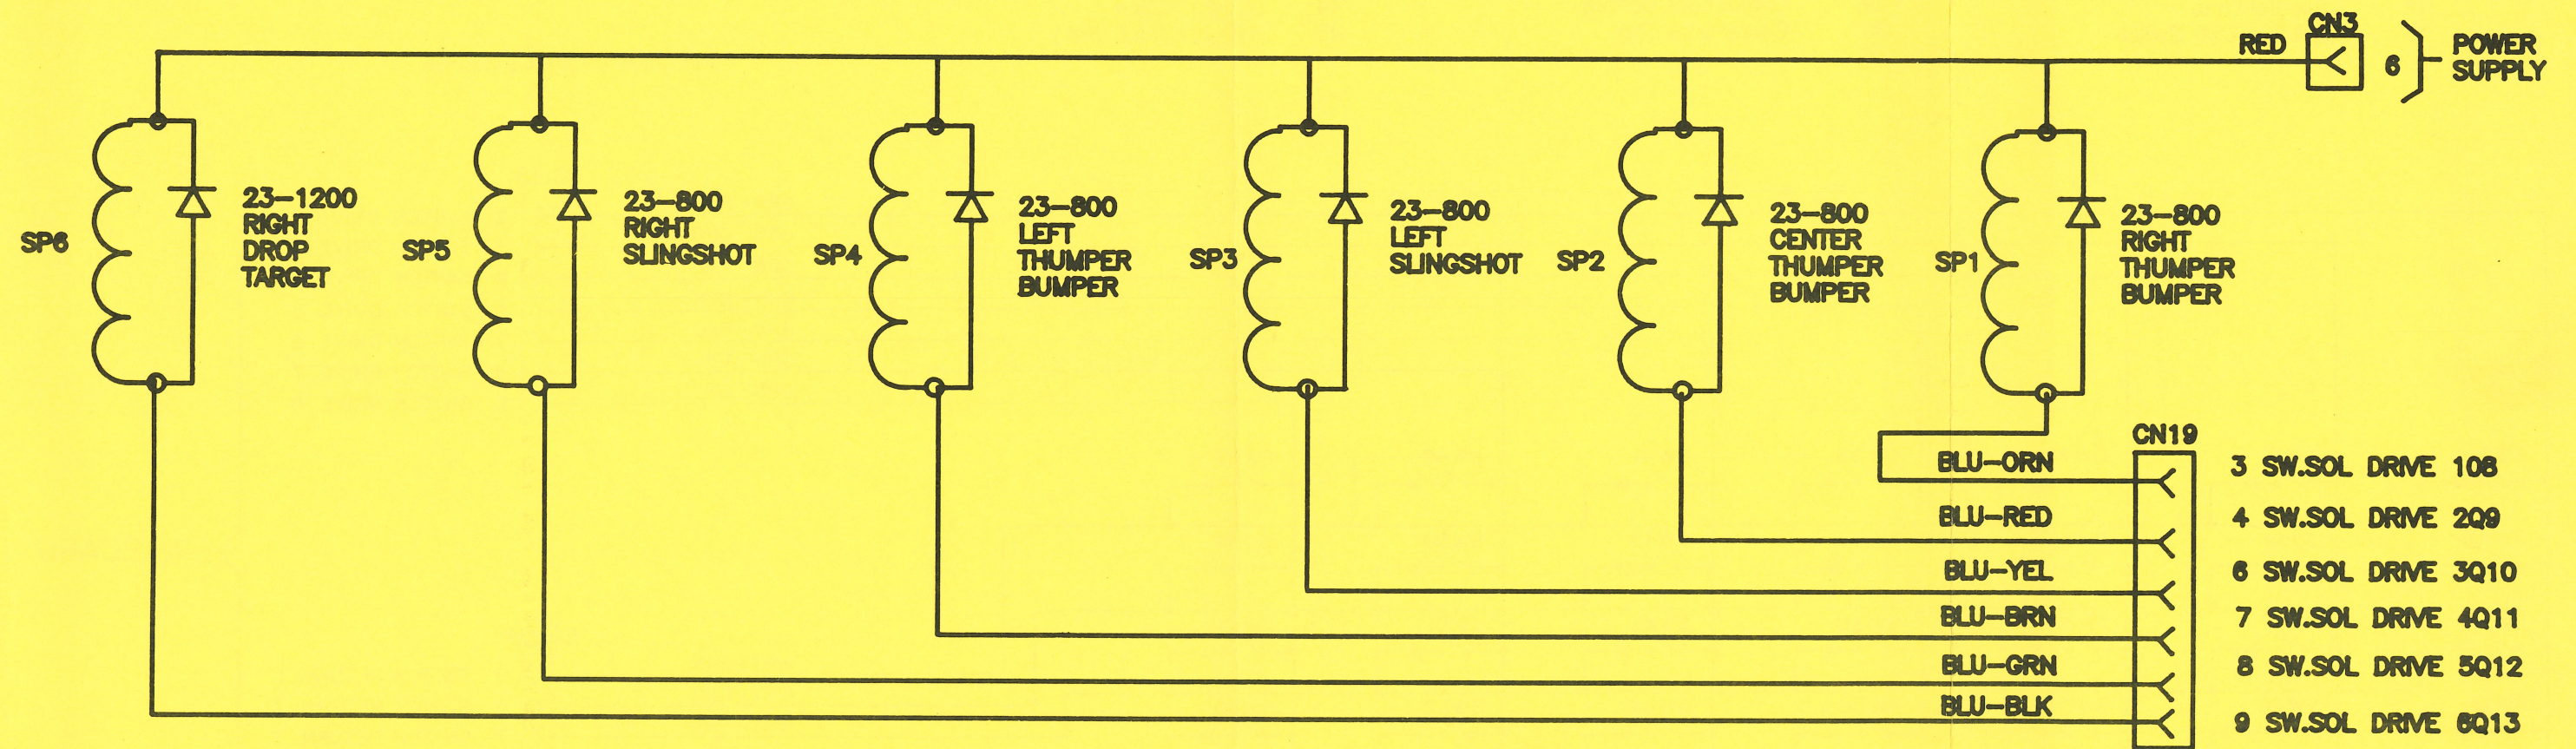 CN3
RED
6
POWER
SUPPLY
SP6
23-1200
RIGHT
DROP
TARGET
SP5
23-800
RIGHT
SLINGSHOT
SP4
23-800
LEFT
THUMPER
BUMPER
SP3
23-800
LEFT
SLINGSHOT
SP2
23-800
CENTER
THUMPER
BUMPER
SP1
23-800
RIGHT
THUMPER
BUMPER
CN19
BLU-ORN
3 SW.SOL DRIVE 108
BLU-RED
4 SW.SOL DRIVE 2Q9
BLU-YEL
6 SW.SOL DRIVE 3Q10
BLU-BRN
7 SW.SOL DRIVE 4Q11
BLU-GRN
8 SW.SOL DRIVE 5Q12
BLU-BLK
9 SW.SOL DRIVE 6Q13